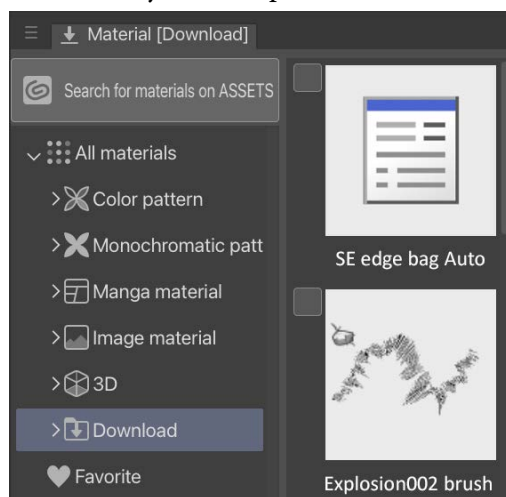 Material [Download]
Search for materials on ASSETS
All materials
Color pattern
Monochromatic patt
Manga material
Image material
3D
Download
Favorite
SE edge bag Auto
Explosion002 brush